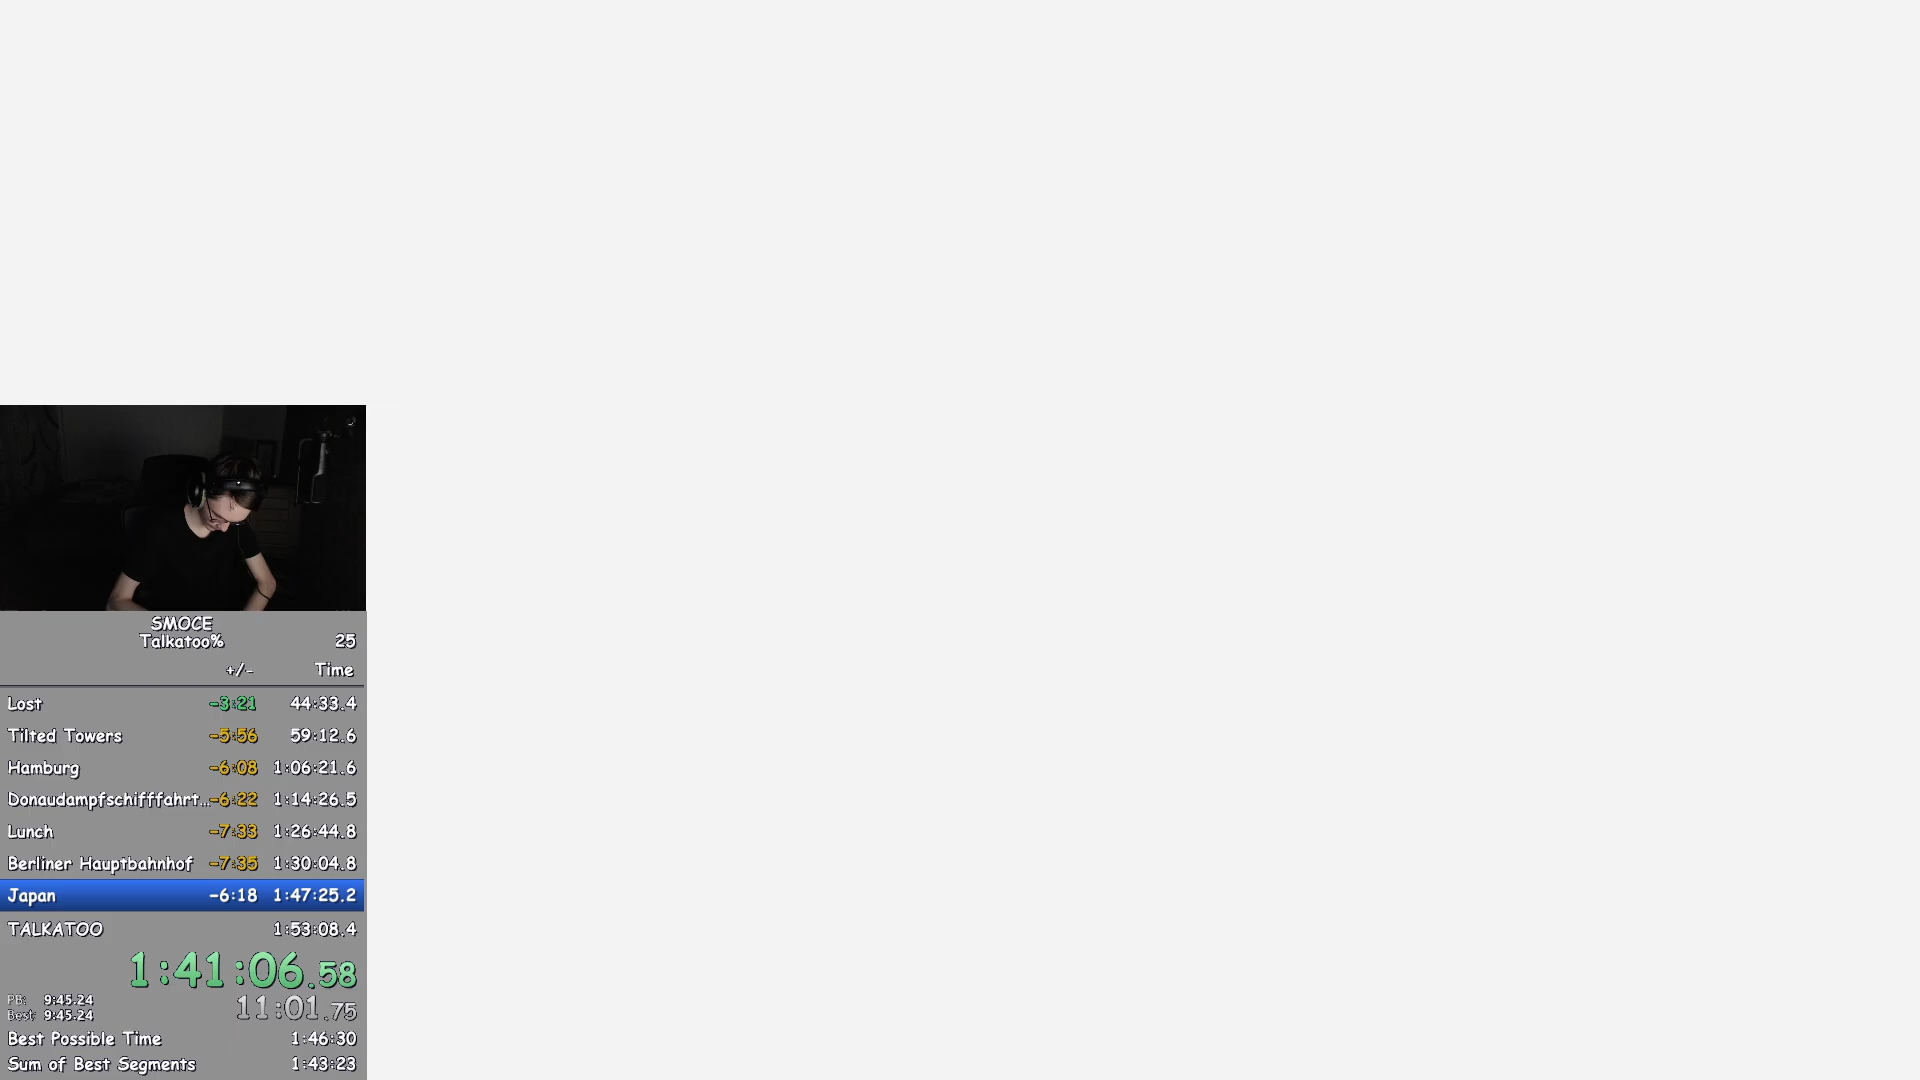 SMOCE
Talkatoo% 25
+/- Time
Lost -3:21 44:33.4
Tilted Towers -5:56 59:12.6
Hamburg -6:08 1:06:21.6
Donaudampfschifffahrt... -6:22 1:14:26.5
Lunch -7:33 1:26:44.8
Berliner Hauptbahnhof -7:35 1:30:04.8
Japan -6:18 1:47:25.2
TALKATOO 1:53:08.4
1:41:06.58
PB: 9:45.24
Best: 9:45.24
11:01.75
Best Possible Time 1:46:30
Sum of Best Segments 1:43:23